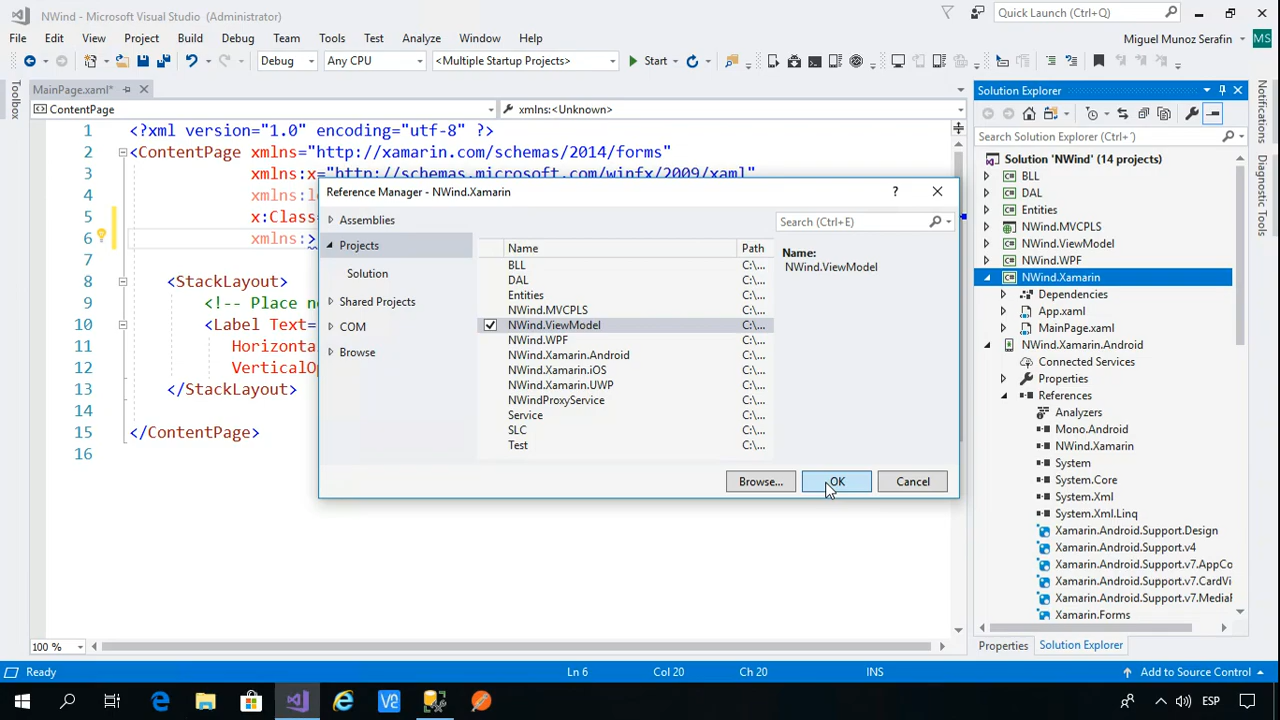 NWind - Microsoft Visual Studio (Administrator)
Quick Launch (Ctrl+Q)
File Edit View Project Build Debug Team Tools Test Analyze Window Help
Miguel Munoz Serafin MS
Debug Any CPU <Multiple Startup Projects> Start
Toolbox
MainPage.xaml*
ContentPage
xmlns:<Unknown>
1 <?xml version="1.0" encoding="utf-8" ?>
2 <ContentPage xmlns="http://xamarin.com/schemas/2014/forms"
3 xmlns:x="http://schemas.microsoft.com/winfx/2009/xaml"
4 xmlns:l
5 x:Class=
6 xmlns:>
7
8 <StackLayout>
9 <!-- Place n
10 <Label Text=
11 Horizonta
12 VerticalOp
13 </StackLayout>
14
15 </ContentPage>
16
Reference Manager - NWind.Xamarin
?
Assemblies
Projects
Solution
Shared Projects
COM
Browse
Search (Ctrl+E)
Name Path
BLL C:\...
DAL C:\...
Entities C:\...
NWind.MVCPLS C:\...
NWind.ViewModel C:\...
NWind.WPF C:\...
NWind.Xamarin.Android C:\...
NWind.Xamarin.iOS C:\...
NWind.Xamarin.UWP C:\...
NWindProxyService C:\...
Service C:\...
SLC C:\...
Test C:\...
Name:
NWind.ViewModel
Browse... OK Cancel
Solution Explorer
Search Solution Explorer (Ctrl+´)
Solution 'NWind' (14 projects)
BLL
DAL
Entities
NWind.MVCPLS
NWind.ViewModel
NWind.WPF
NWind.Xamarin
Dependencies
App.xaml
MainPage.xaml
NWind.Xamarin.Android
Connected Services
Properties
References
Analyzers
Mono.Android
NWind.Xamarin
System
System.Core
System.Xml
System.Xml.Linq
Xamarin.Android.Support.Design
Xamarin.Android.Support.v4
Xamarin.Android.Support.v7.AppCo
Xamarin.Android.Support.v7.CardVi
Xamarin.Android.Support.v7.MediaR
Xamarin.Forms
Properties Solution Explorer
Notifications
Diagnostic Tools
100 %
Ready Ln 6 Col 20 Ch 20 INS Add to Source Control
ESP